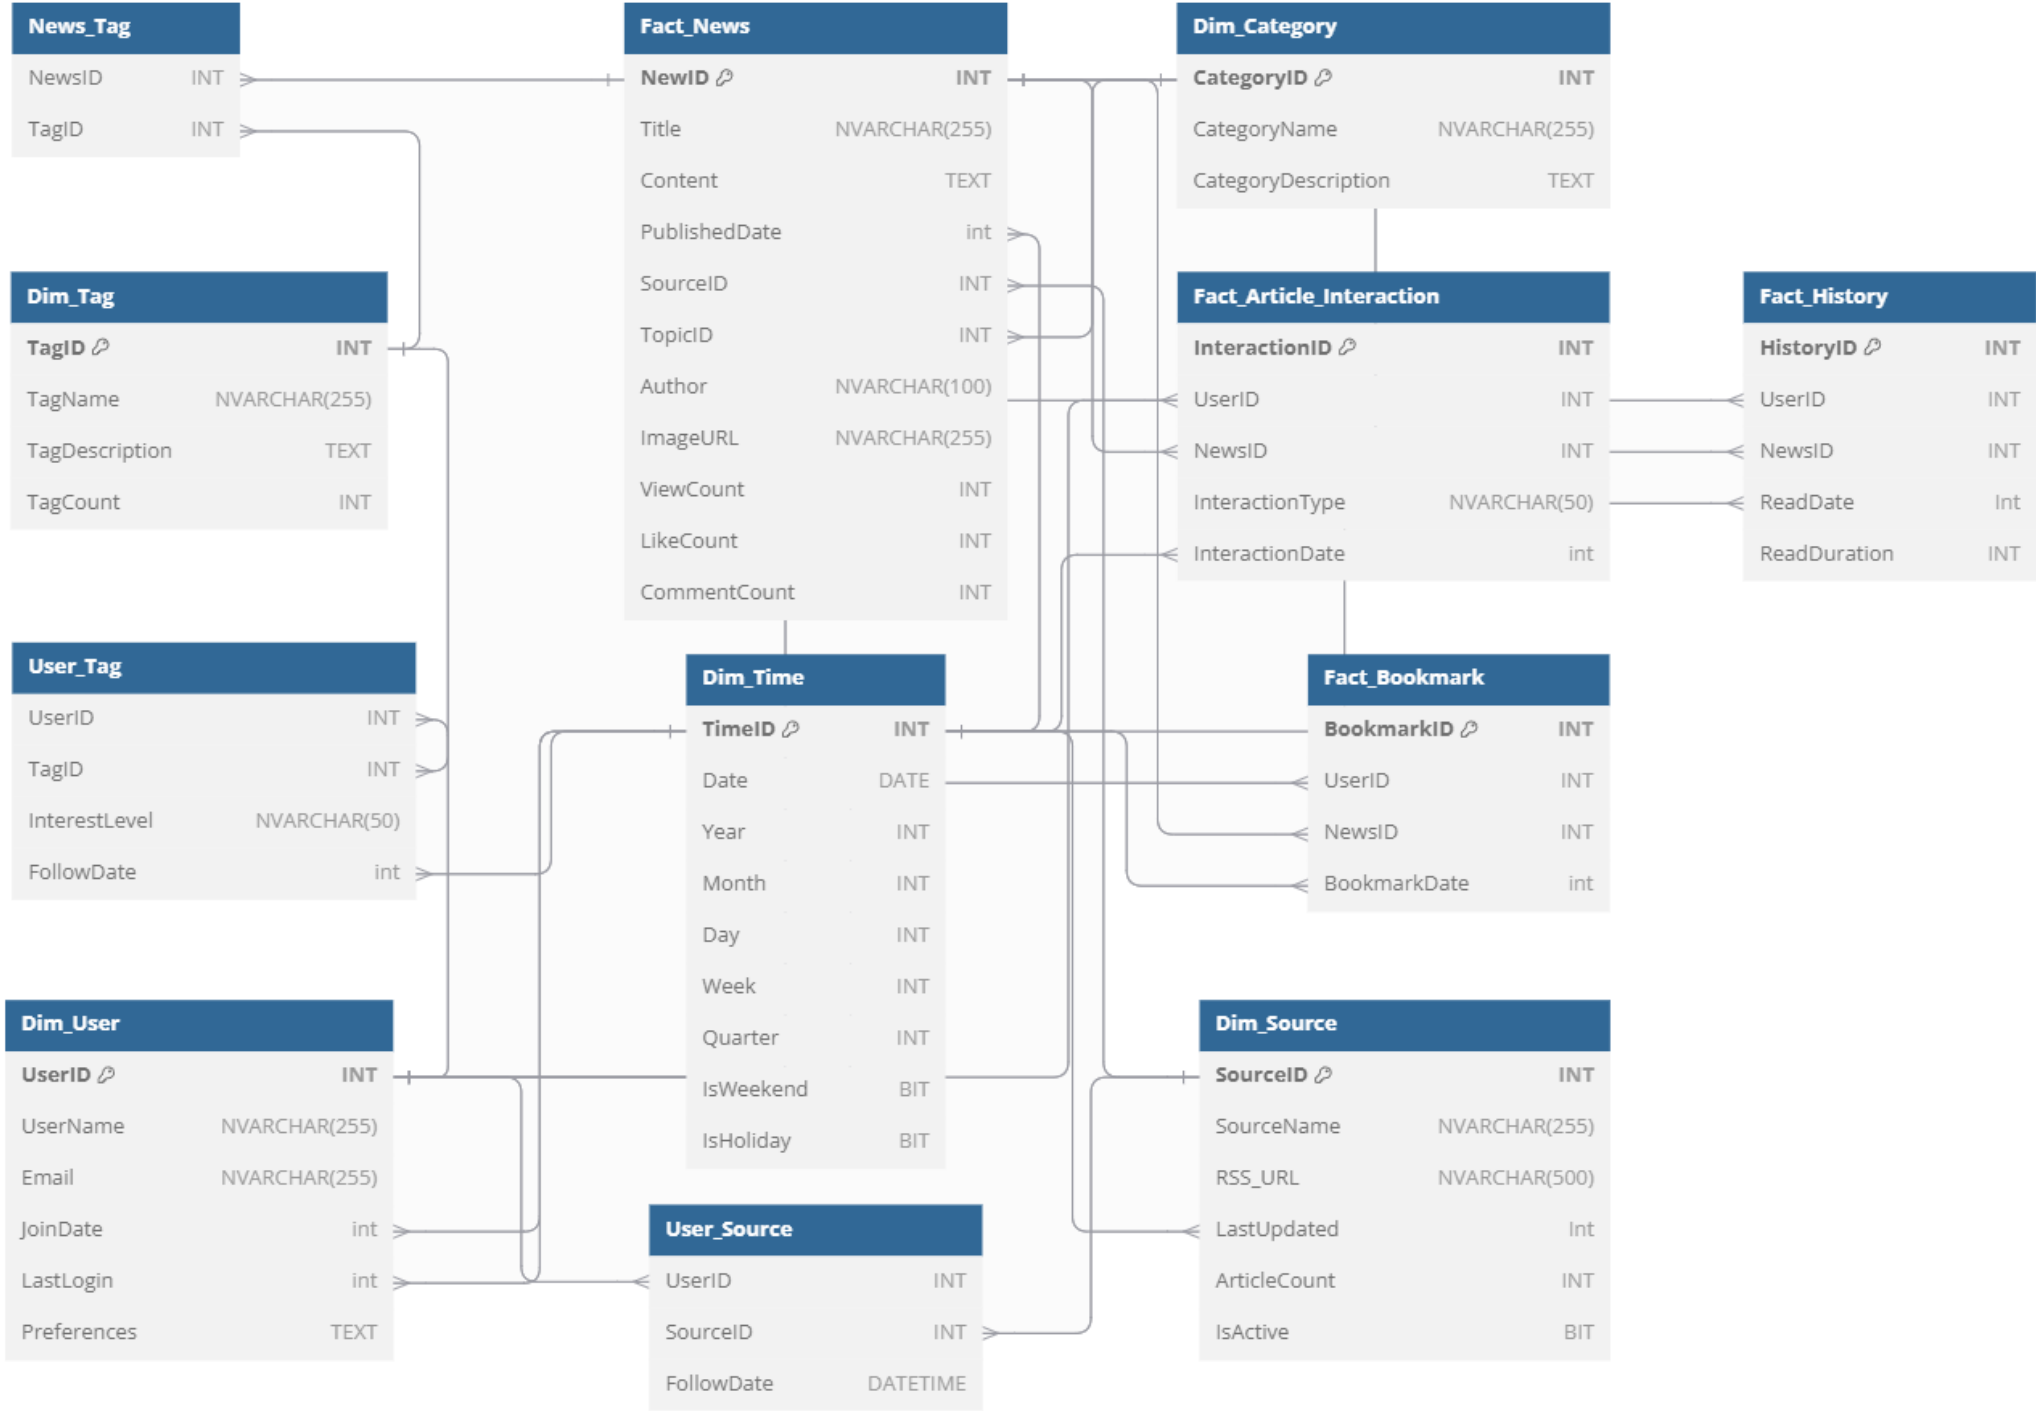 News_Tag
NewsID INT
TagID INT
Fact_News
NewID INT
Title NVARCHAR(255)
Content TEXT
PublishedDate int
SourceID INT
TopicID INT
Author NVARCHAR(100)
ImageURL NVARCHAR(255)
ViewCount INT
LikeCount INT
CommentCount INT
Dim_Category
CategoryID INT
CategoryName NVARCHAR(255)
CategoryDescription TEXT
Dim_Tag
TagID INT
TagName NVARCHAR(255)
TagDescription TEXT
TagCount INT
Fact_Article_Interaction
InteractionID INT
UserID INT
NewsID INT
InteractionType NVARCHAR(50)
InteractionDate int
Fact_History
HistoryID INT
UserID INT
NewsID INT
ReadDate Int
ReadDuration INT
User_Tag
UserID INT
TagID INT
InterestLevel NVARCHAR(50)
FollowDate int
Dim_Time
TimeID INT
Date DATE
Year INT
Month INT
Day INT
Week INT
Quarter INT
IsWeekend BIT
IsHoliday BIT
Fact_Bookmark
BookmarkID INT
UserID INT
NewsID INT
BookmarkDate int
Dim_User
UserID INT
UserName NVARCHAR(255)
Email NVARCHAR(255)
JoinDate int
LastLogin int
Preferences TEXT
User_Source
UserID INT
SourceID INT
FollowDate DATETIME
Dim_Source
SourceID INT
SourceName NVARCHAR(255)
RSS_URL NVARCHAR(500)
LastUpdated Int
ArticleCount INT
IsActive BIT